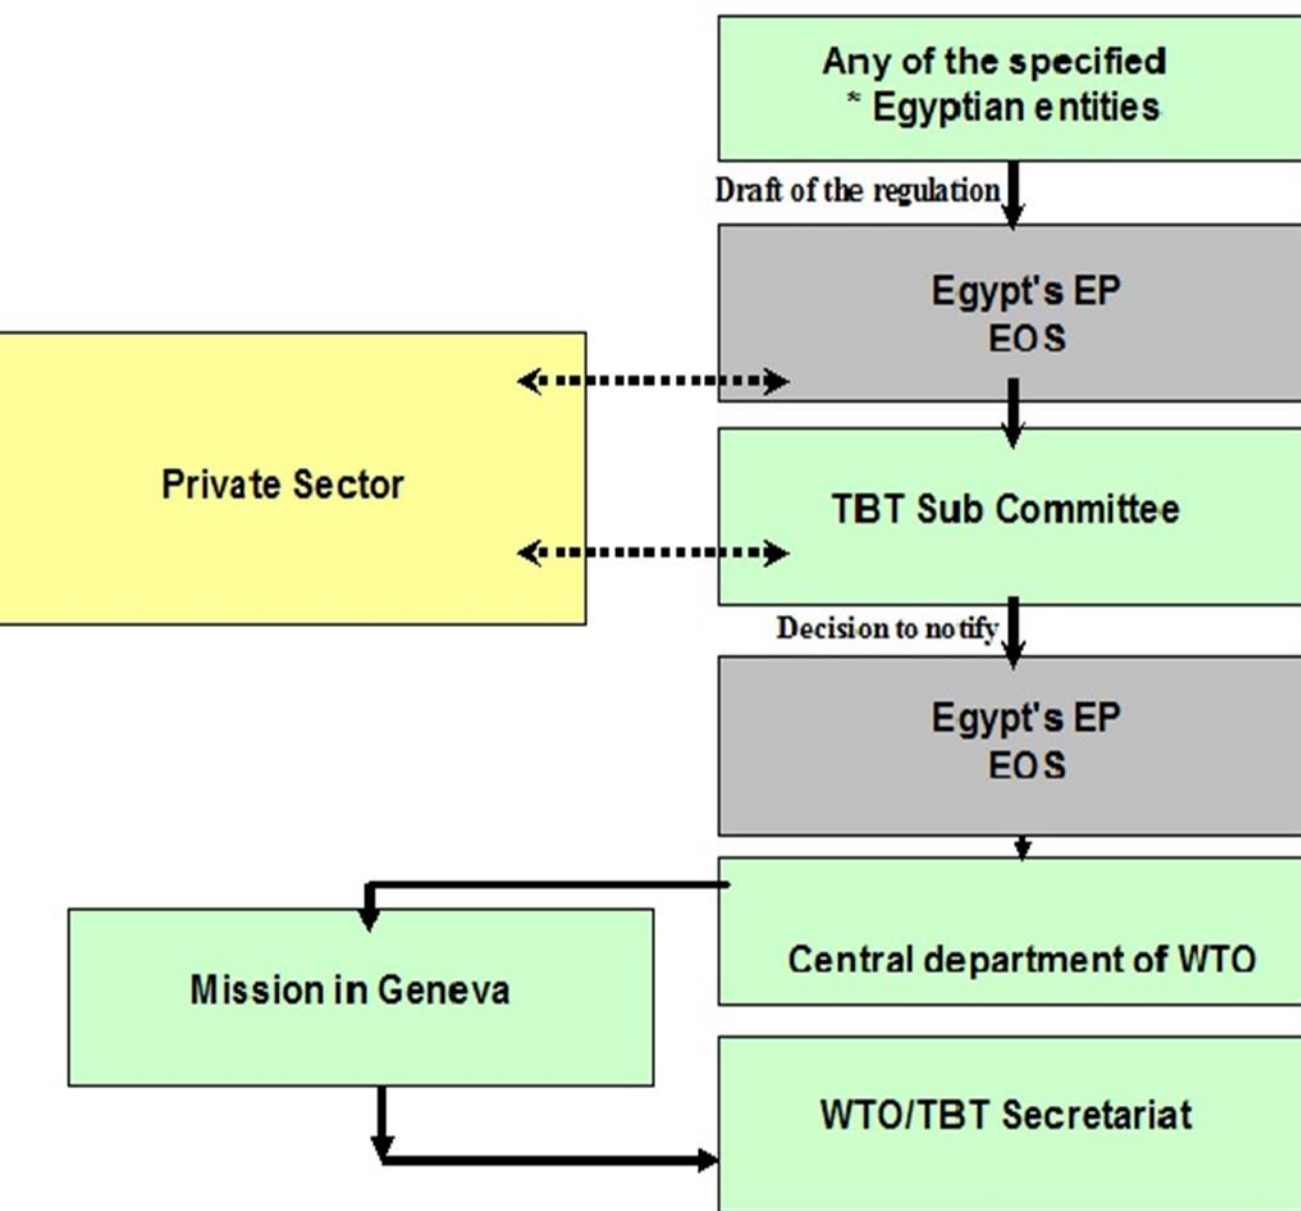 Any of the specified
* Egyptian entities
Draft of the regulation
Egypt's EP
EOS
Private Sector
TBT Sub Committee
Decision to notify
Egypt's EP
EOS
Central department of WTO
Mission in Geneva
WTO/TBT Secretariat